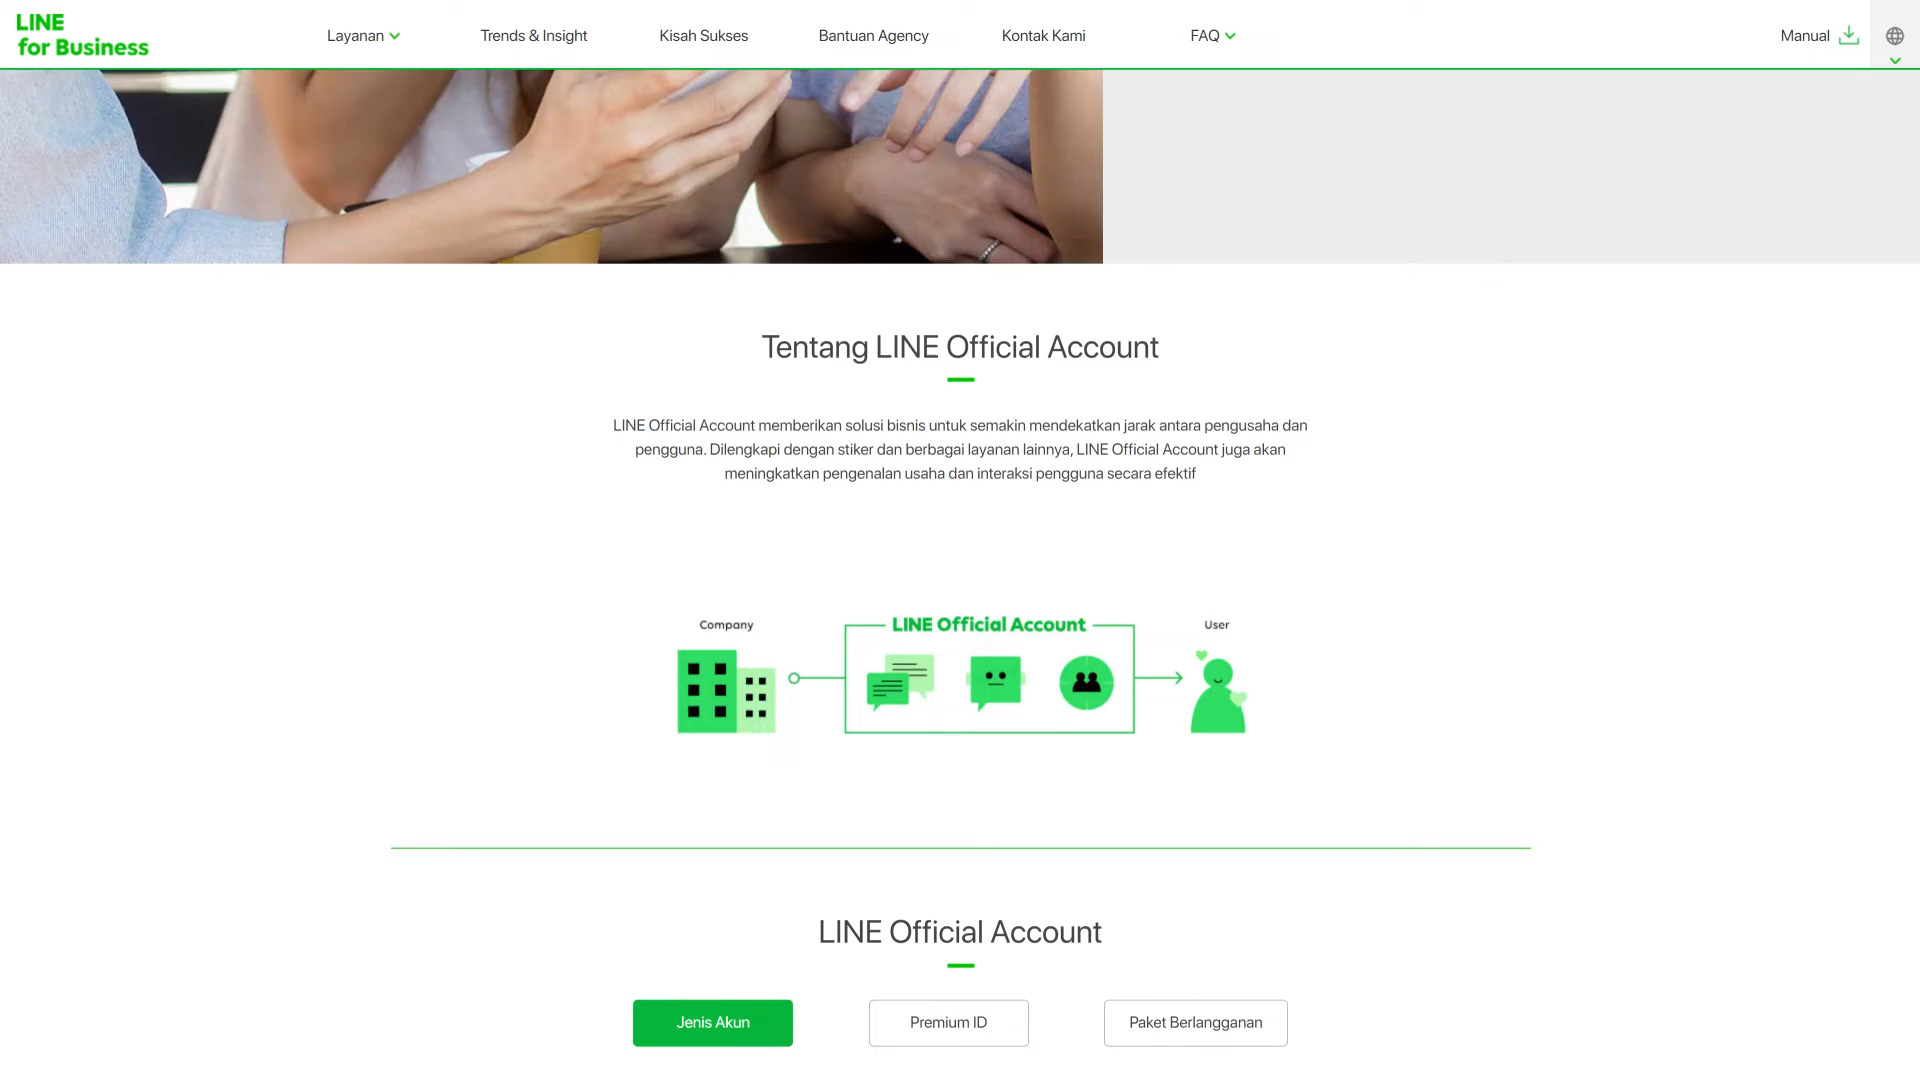 LINE
for Business
Layanan
Trends & Insight
Kisah Sukses
Bantuan Agency
Kontak Kami
FAQ
Manual
Tentang LINE Official Account
LINE Official Account memberikan solusi bisnis untuk semakin mendekatkan jarak antara pengusaha dan
pengguna. Dilengkapi dengan stiker dan berbagai layanan lainnya, LINE Official Account juga akan
meningkatkan pengenalan usaha dan interaksi pengguna secara efektif
Company
LINE Official Account
User
LINE Official Account
Jenis Akun
Premium ID
Paket Berlangganan